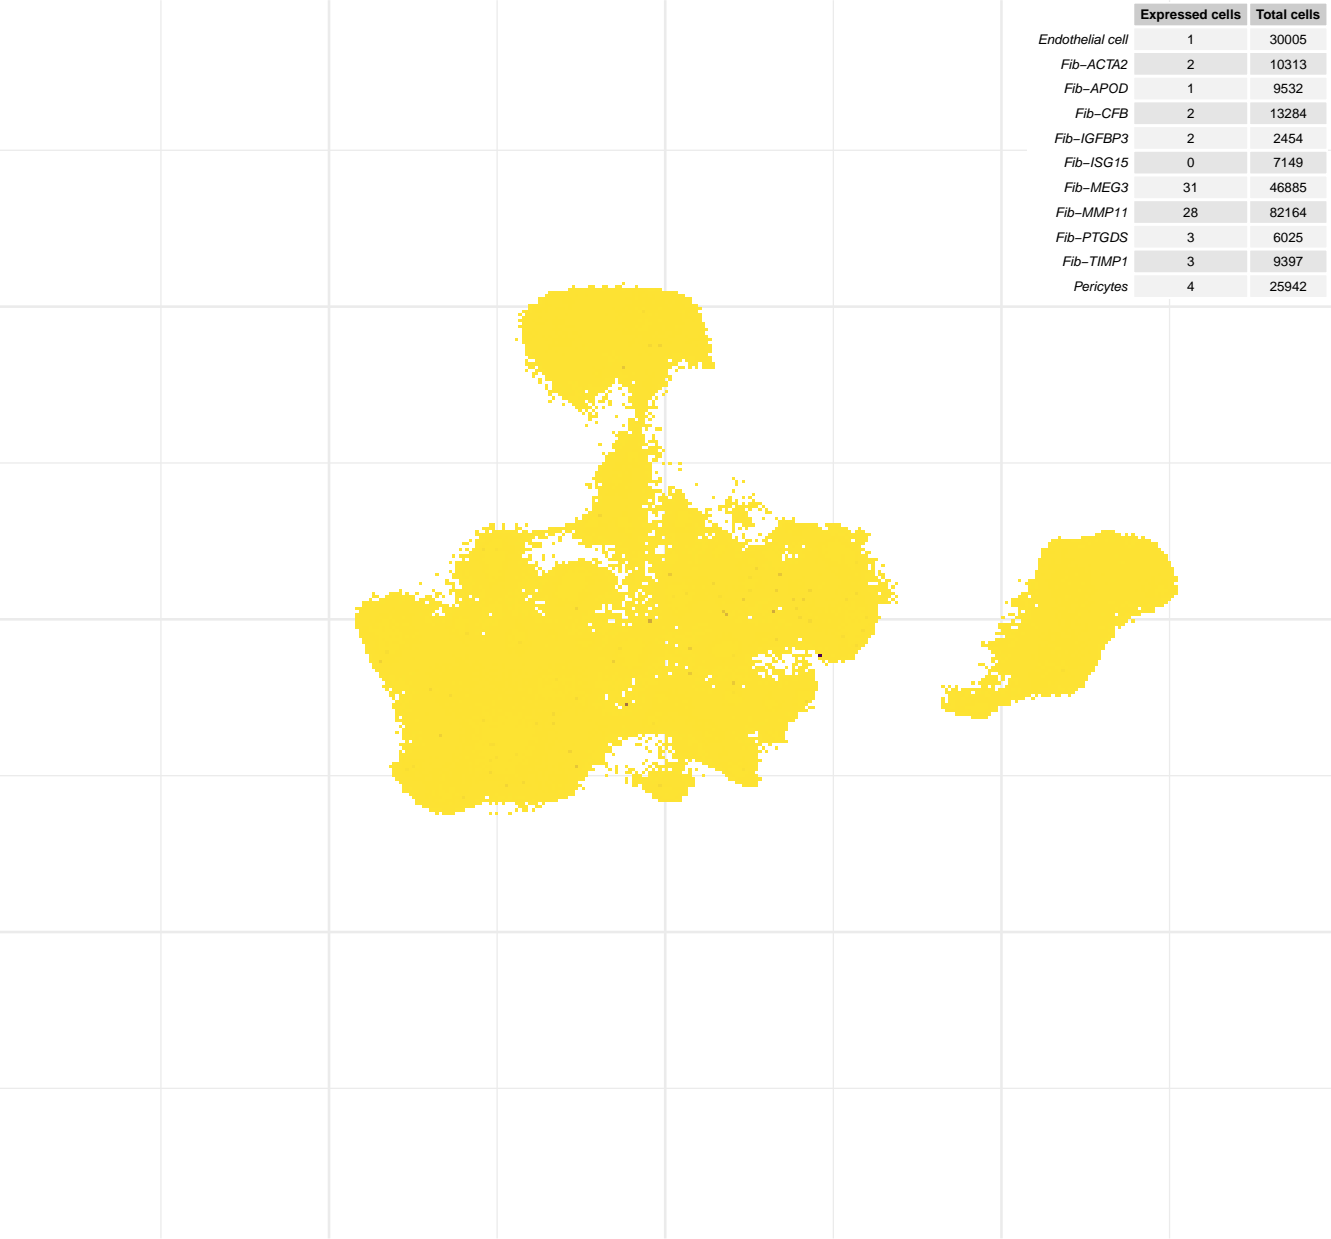 Expressed cells Total cells
Endothelial cell 1 30005
Fib−ACTA2 2 10313
Fib−APOD 1 9532
Fib−CFB 2 13284
Fib−IGFBP3 2 2454
Fib−ISG15 0 7149
Fib−MEG3 31 46885
Fib−MMP11 28 82164
Fib−PTGDS 3 6025
Fib−TIMP1 3 9397
Pericytes 4 25942